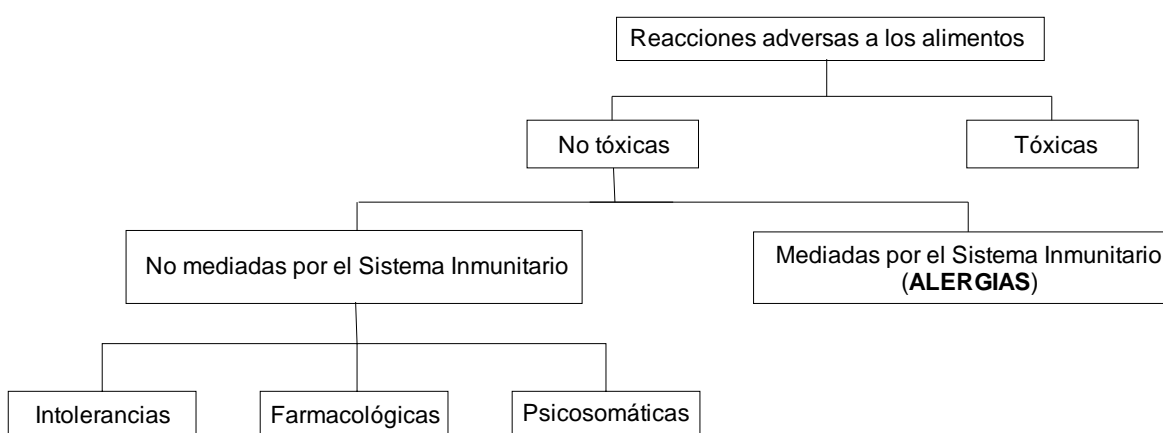 Reacciones adversas a los alimentos
No tóxicas
Tóxicas
No mediadas por el Sistema Inmunitario
Mediadas por el Sistema Inmunitario
(ALERGIAS)
Intolerancias
Farmacológicas
Psicosomáticas